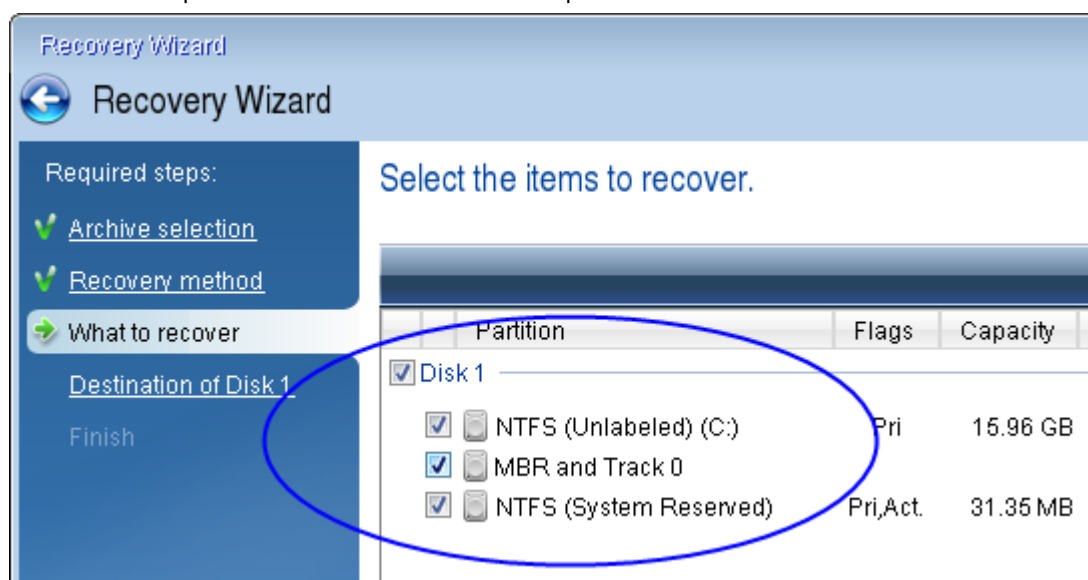 Recovery Wizard
Recovery Wizard
Required steps:
Archive selection
Recovery method
What to recover
Destination of Disk 1
Finish
Select the items to recover.
Partition Flags Capacity
Disk 1
NTFS (Unlabeled) (C:) Pri 15.96 GB
MBR and Track 0
NTFS (System Reserved) Pri,Act. 31.35 MB